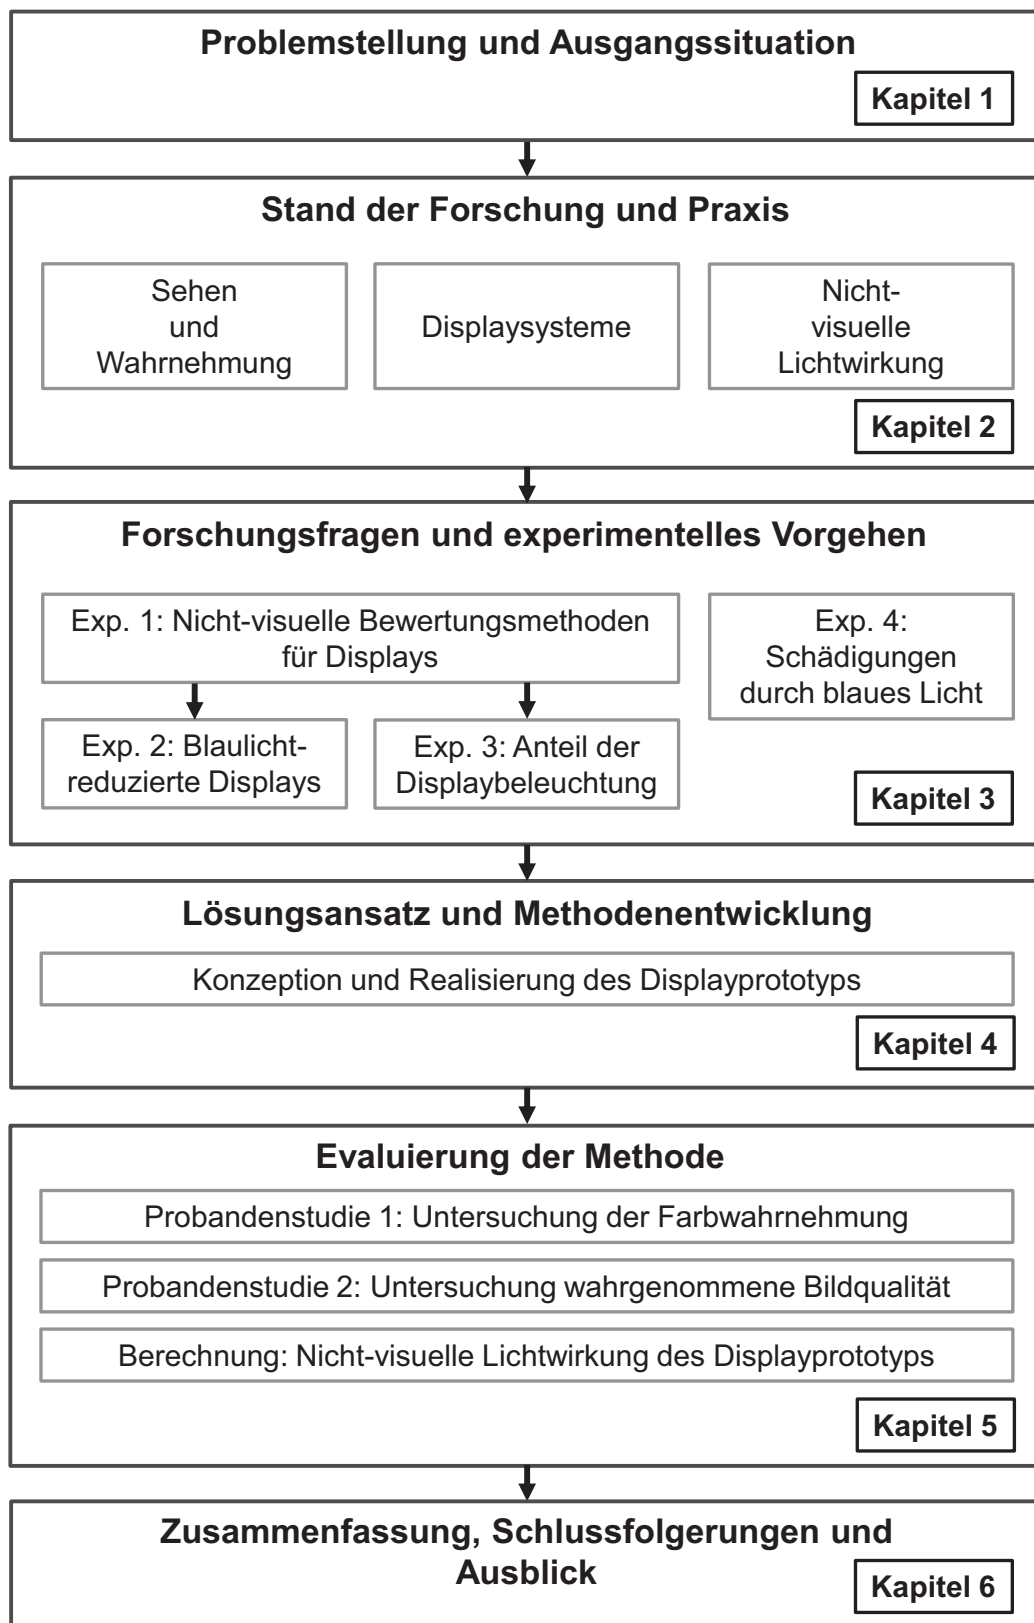 Problemstellung und Ausgangssituation
Kapitel 1
Stand der Forschung und Praxis
Sehen
und
Wahrnehmung
Displaysysteme
Nicht-
visuelle
Lichtwirkung
Kapitel 2
Forschungsfragen und experimentelles Vorgehen
Exp. 1: Nicht-visuelle Bewertungsmethoden
für Displays
Exp. 4:
Schädigungen
durch blaues Licht
Exp. 2: Blaulicht-
reduzierte Displays
Exp. 3: Anteil der
Displaybeleuchtung
Kapitel 3
Lösungsansatz und Methodenentwicklung
Konzeption und Realisierung des Displayprototyps
Kapitel 4
Evaluierung der Methode
Probandenstudie 1: Untersuchung der Farbwahrnehmung
Probandenstudie 2: Untersuchung wahrgenommene Bildqualität
Berechnung: Nicht-visuelle Lichtwirkung des Displayprototyps
Kapitel 5
Zusammenfassung, Schlussfolgerungen und
Ausblick
Kapitel 6